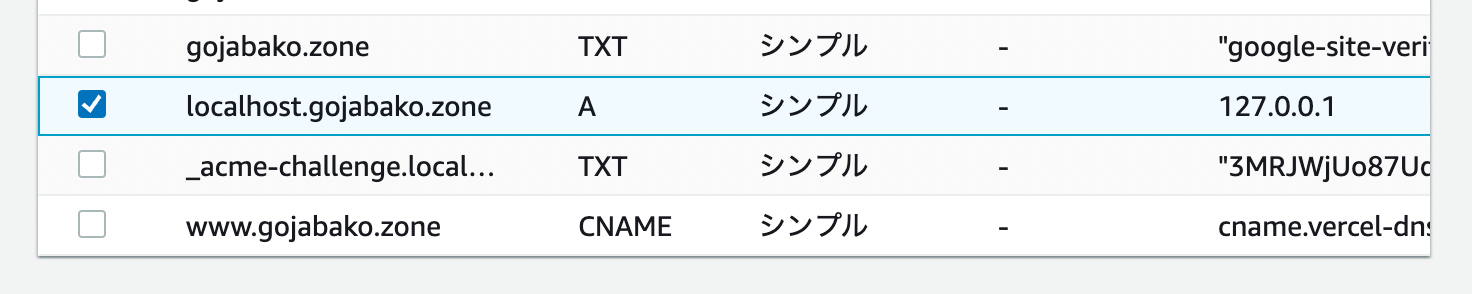 gojabako.zone TXT シンプル - "google-site-veri
localhost.gojabako.zone A シンプル - 127.0.0.1
_acme-challenge.local... TXT シンプル - "3MRJWjUo87Uc
www.gojabako.zone CNAME シンプル - cname.vercel-dns